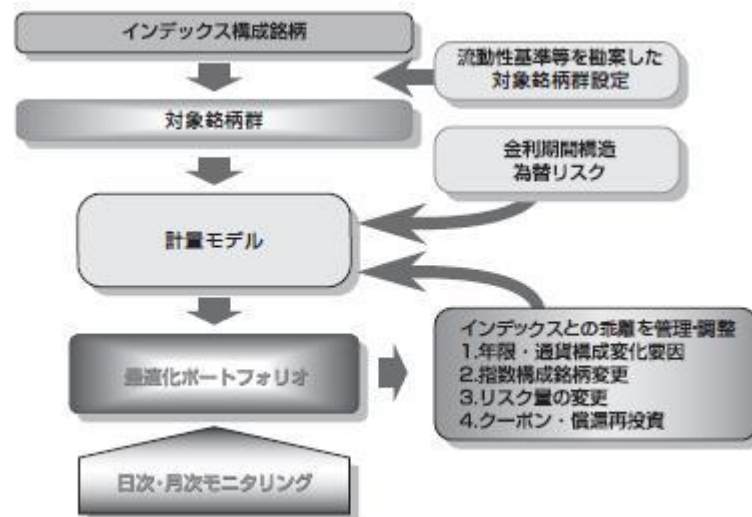 インデックス構成銘柄
流動性基準等を勘案した
対象銘柄群設定
対象銘柄群
金利期間構造
為替リスク
計量モデル
インデックスとの乖離を管理・調整
1.年限・通貨構成変化要因
2.指数構成銘柄変更
3.リスク量の変更
4.クーポン・償還再投資
最適化ポートフォリオ
日次・月次モニタリング